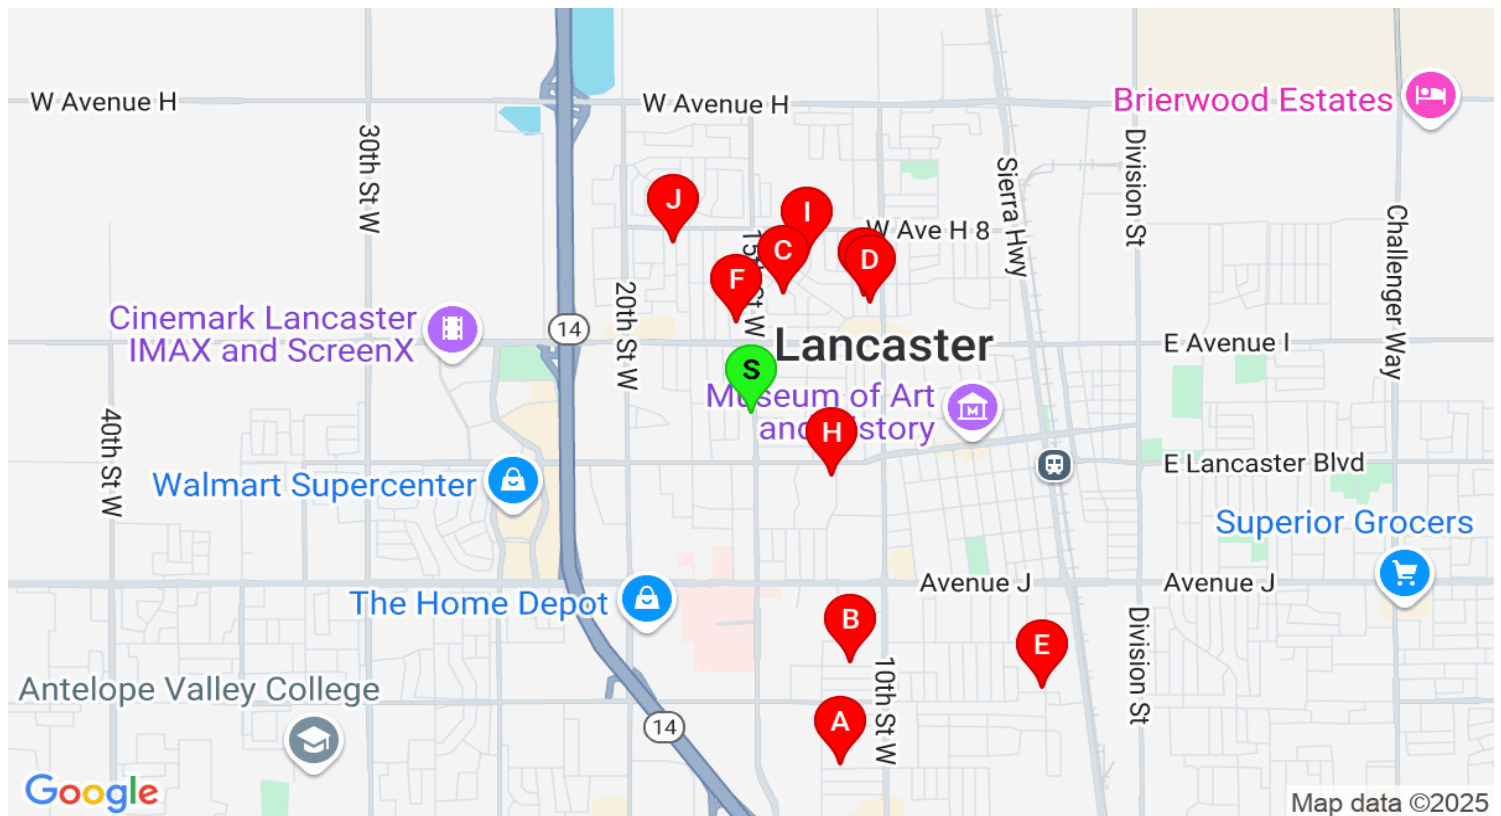 W Avenue H
W Avenue H
Brierwood Estates
30th St W
Sierra Hwy
Division St
Challenger Way
J
I
W Ave H 8
C
D
F
15th St W
Cinemark Lancaster
IMAX and ScreenX
14
20th St W
Lancaster
E Avenue I
S
Museum of Art
and History
H
40th St W
Walmart Supercenter
E Lancaster Blvd
Superior Grocers
Avenue J
Avenue J
The Home Depot
B
E
10th St W
Division St
Antelope Valley College
A
14
Google
Map data ©2025